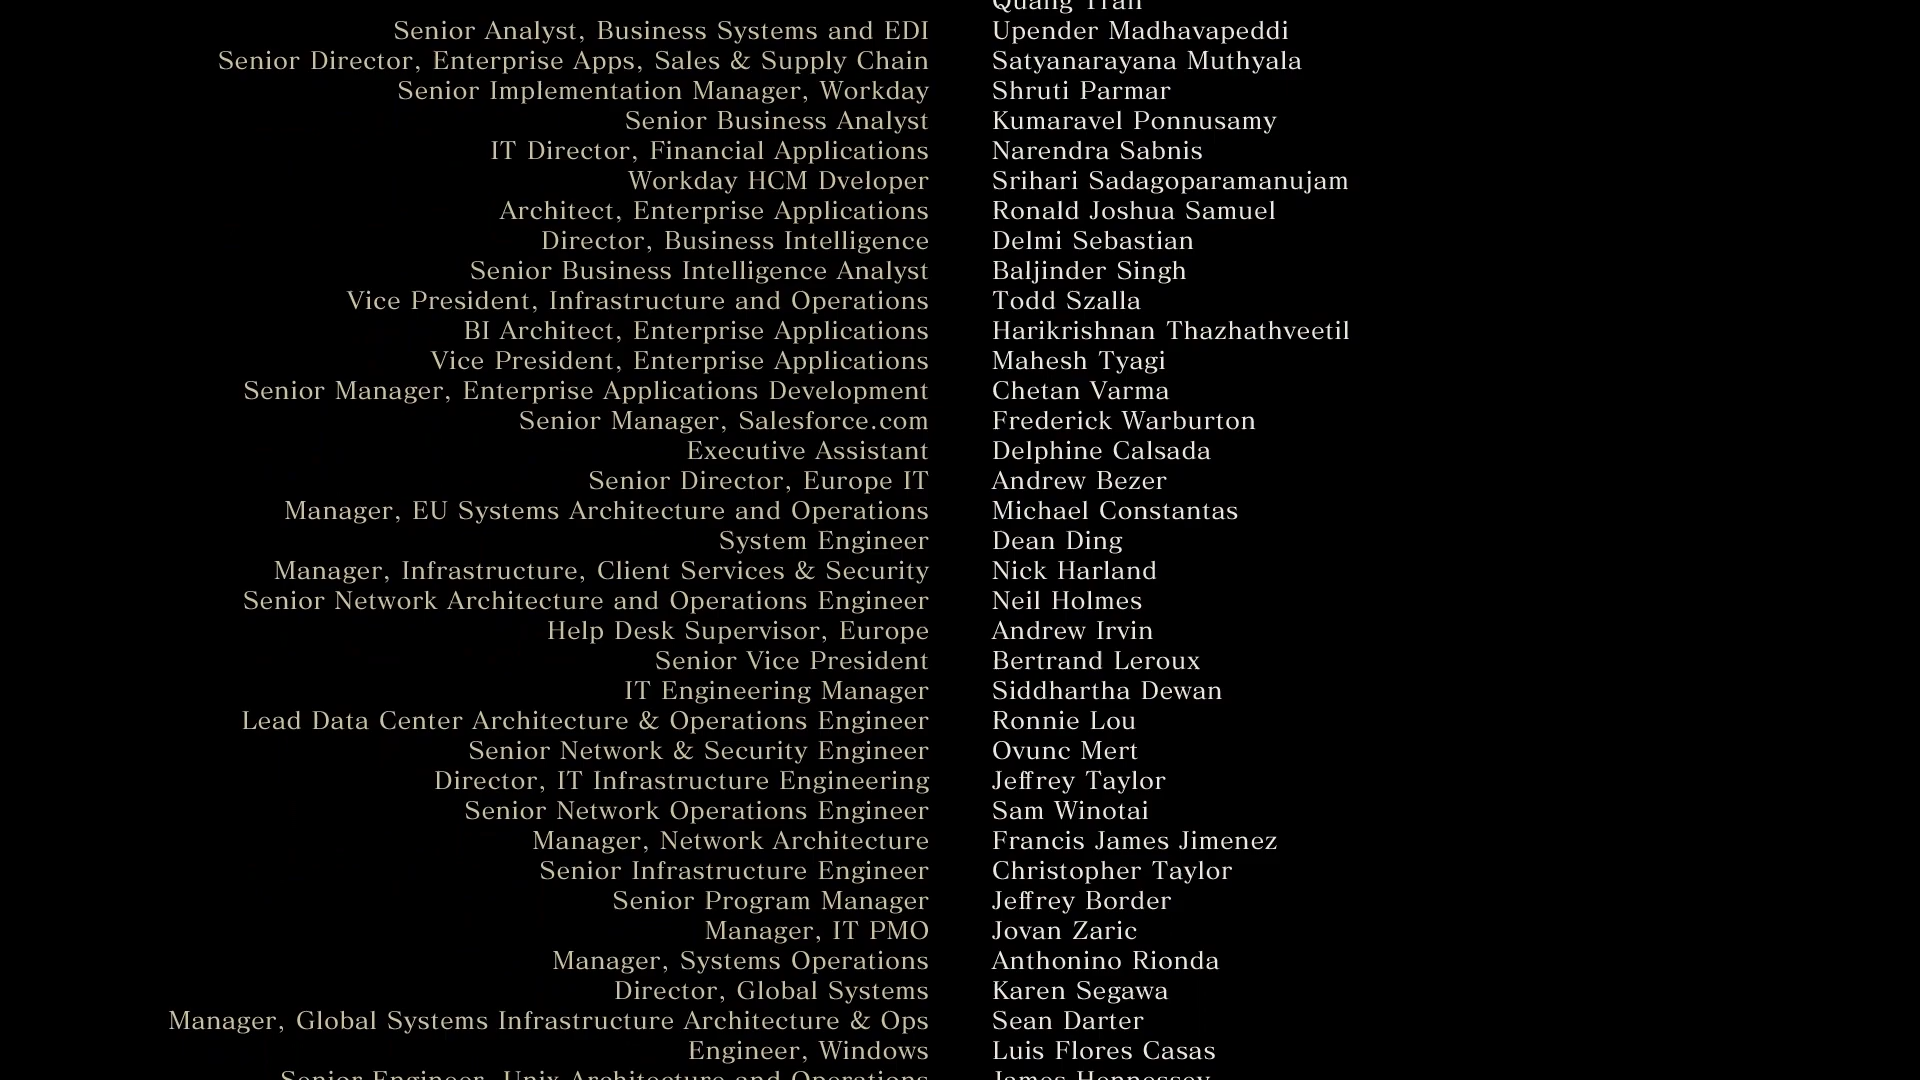 Quang Tran
Senior Analyst, Business Systems and EDI Upender Madhavapeddi
Senior Director, Enterprise Apps, Sales & Supply Chain Satyanarayana Muthyala
Senior Implementation Manager, Workday Shruti Parmar
Senior Business Analyst Kumaravel Ponnusamy
IT Director, Financial Applications Narendra Sabnis
Workday HCM Dveloper Srihari Sadagoparamanujam
Architect, Enterprise Applications Ronald Joshua Samuel
Director, Business Intelligence Delmi Sebastian
Senior Business Intelligence Analyst Baljinder Singh
Vice President, Infrastructure and Operations Todd Szalla
BI Architect, Enterprise Applications Harikrishnan Thazhathveetil
Vice President, Enterprise Applications Mahesh Tyagi
Senior Manager, Enterprise Applications Development Chetan Varma
Senior Manager, Salesforce.com Frederick Warburton
Executive Assistant Delphine Calsada
Senior Director, Europe IT Andrew Bezer
Manager, EU Systems Architecture and Operations Michael Constantas
System Engineer Dean Ding
Manager, Infrastructure, Client Services & Security Nick Harland
Senior Network Architecture and Operations Engineer Neil Holmes
Help Desk Supervisor, Europe Andrew Irvin
Senior Vice President Bertrand Leroux
IT Engineering Manager Siddhartha Dewan
Lead Data Center Architecture & Operations Engineer Ronnie Lou
Senior Network & Security Engineer Ovunc Mert
Director, IT Infrastructure Engineering Jeffrey Taylor
Senior Network Operations Engineer Sam Winotai
Manager, Network Architecture Francis James Jimenez
Senior Infrastructure Engineer Christopher Taylor
Senior Program Manager Jeffrey Border
Manager, IT PMO Jovan Zaric
Manager, Systems Operations Anthonino Rionda
Director, Global Systems Karen Segawa
Manager, Global Systems Infrastructure Architecture & Ops Sean Darter
Engineer, Windows Luis Flores Casas
Senior Engineer, Unix Architecture and Operations James Hennessey